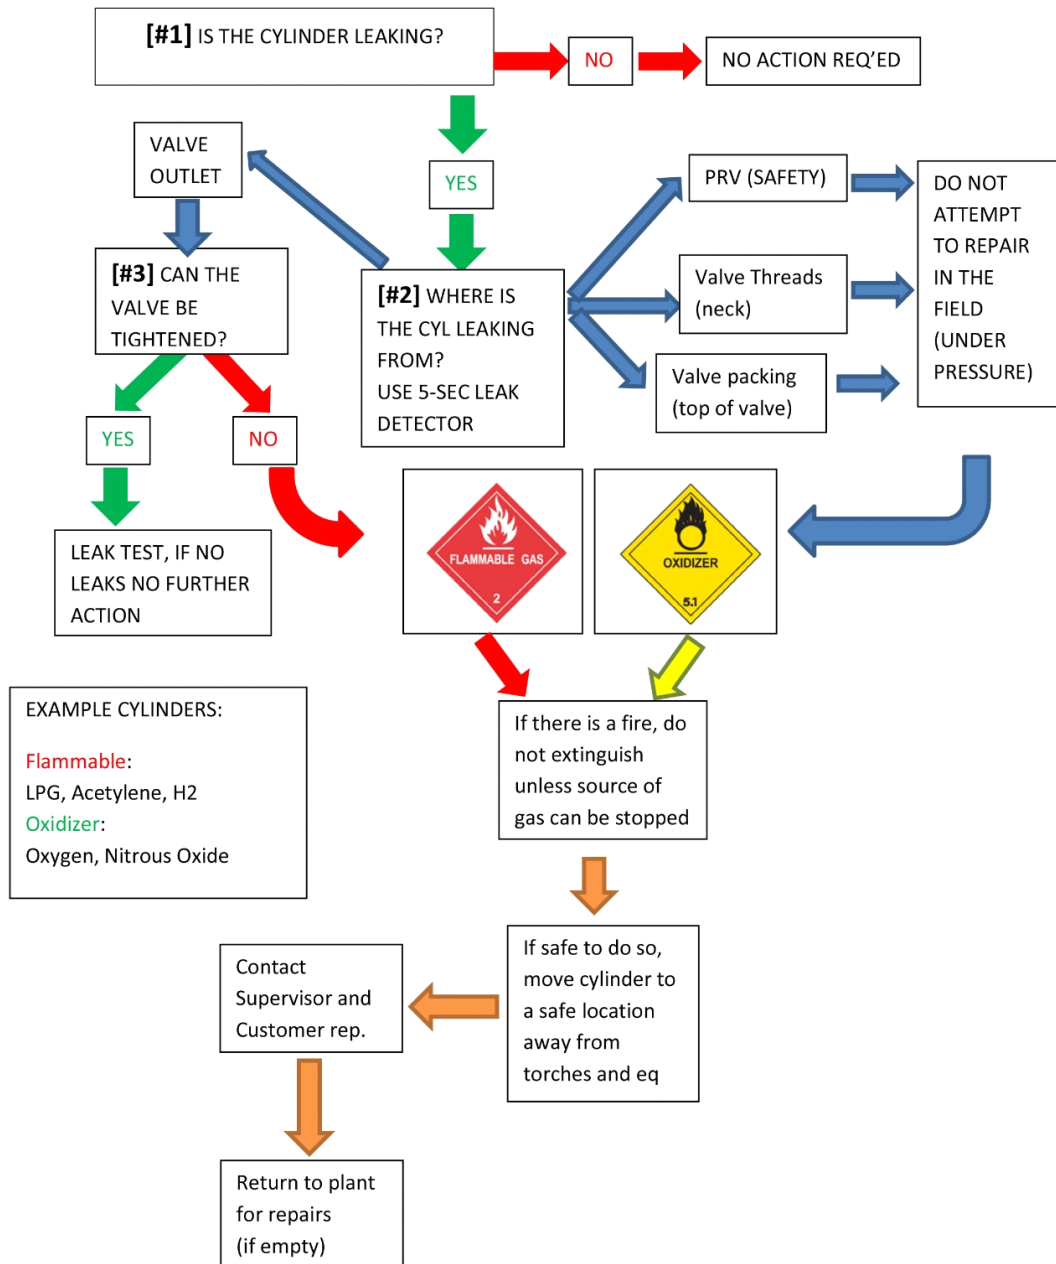 [#1] IS THE CYLINDER LEAKING?
NO
NO ACTION REQ'ED
YES
VALVE
OUTLET
[#3] CAN THE
VALVE BE
TIGHTENED?
[#2] WHERE IS
THE CYL LEAKING
FROM?
USE 5-SEC LEAK
DETECTOR
PRV (SAFETY)
Valve Threads
(neck)
Valve packing
(top of valve)
DO NOT
ATTEMPT
TO REPAIR
IN THE
FIELD
(UNDER
PRESSURE)
YES
NO
LEAK TEST, IF NO
LEAKS NO FURTHER
ACTION
FLAMMABLE GAS
2
OXIDIZER
5.1
EXAMPLE CYLINDERS:
Flammable:
LPG, Acetylene, H2
Oxidizer:
Oxygen, Nitrous Oxide
If there is a fire, do
not extinguish
unless source of
gas can be stopped
If safe to do so,
move cylinder to
a safe location
away from
torches and eq
Contact
Supervisor and
Customer rep.
Return to plant
for repairs
(if empty)